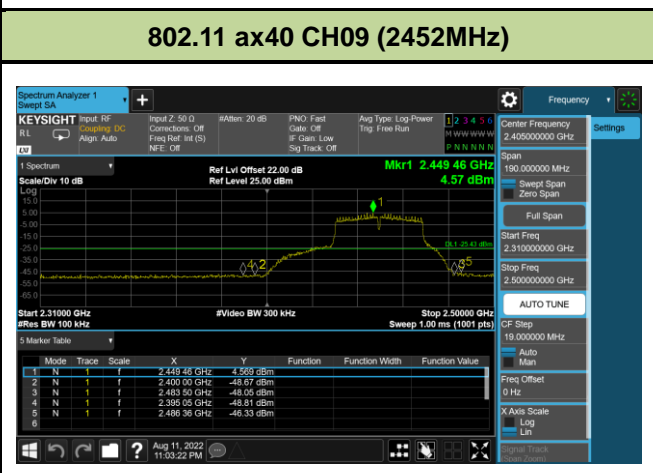 802.11 ax40 CH09 (2452MHz)
Spectrum Analyzer 1
Swept SA
Frequency
KEYSIGHT
RL
LXI
Input: RF
Coupling: DC
Align: Auto
Input Z: 50 Ω
Corrections: Off
Freq Ref: Int (S)
NFE: Off
#Atten: 20 dB
PNO: Fast
Gate: Off
IF Gain: Low
Sig Track: Off
Avg Type: Log-Power
Trig: Free Run
1 2 3 4 5 6
M W W W W W
P N N N N N
Center Frequency
2.405000000 GHz
Settings
Span
190.000000 MHz
Swept Span
Zero Span
Full Span
Start Freq
2.310000000 GHz
Stop Freq
2.500000000 GHz
AUTO TUNE
CF Step
19.000000 MHz
Auto
Man
Freq Offset
0 Hz
X Axis Scale
Log
Lin
Signal Track
(Span Zoom)
1 Spectrum
Scale/Div 10 dB
Log
Ref Lvl Offset 22.00 dB
Ref Level 25.00 dBm
Mkr1 2.449 46 GHz
4.57 dBm
15.0
5.00
-5.00
-15.0
-25.0
-35.0
-45.0
-55.0
-65.0
1
DL1 -25.43 dBm
4 2
3 5
Start 2.31000 GHz
#Res BW 100 kHz
#Video BW 300 kHz
Stop 2.50000 GHz
Sweep 1.00 ms (1001 pts)
5 Marker Table
Mode Trace Scale X Y Function Function Width Function Value
1 N 1 f 2.449 46 GHz 4.569 dBm
2 N 1 f 2.400 00 GHz -48.67 dBm
3 N 1 f 2.483 50 GHz -48.05 dBm
4 N 1 f 2.395 05 GHz -48.81 dBm
5 N 1 f 2.486 36 GHz -46.33 dBm
6
Aug 11, 2022
11:03:22 PM